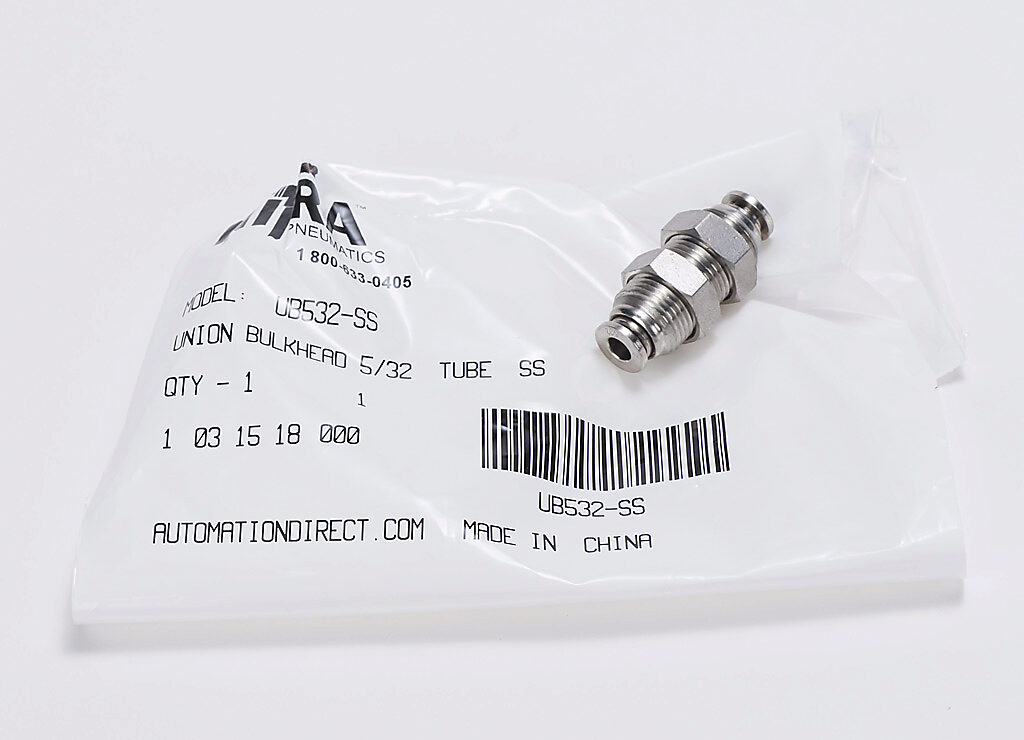 ™
PNEUMATICS
1 800-633-0405
MODEL: UB532-SS
UNION BULKHEAD 5/32 TUBE SS
QTY - 1
1
1 03 15 18 000
UB532-SS
AUTOMATIONDIRECT.COM MADE IN CHINA